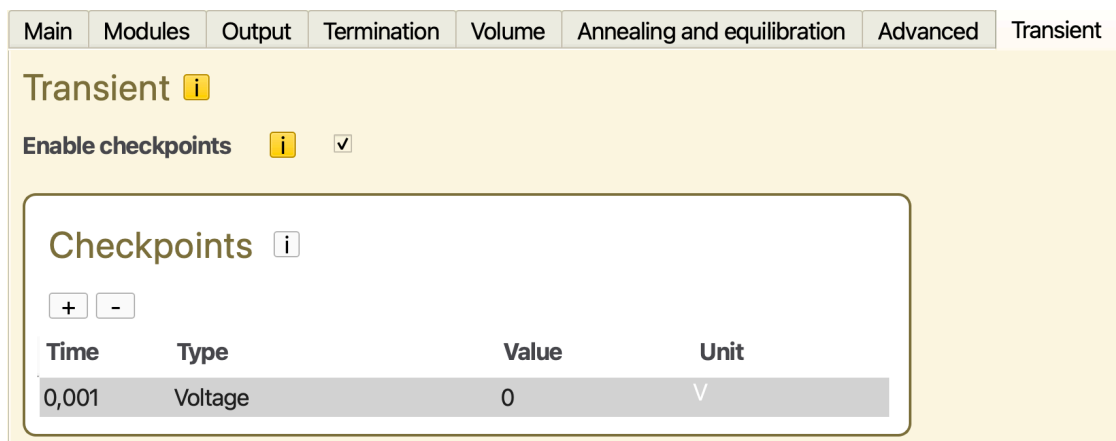 Main Modules Output Termination Volume Annealing and equilibration Advanced Transient
Transient i
Enable checkpoints i
Checkpoints i
+ -
Time Type Value Unit
0,001 Voltage 0 V